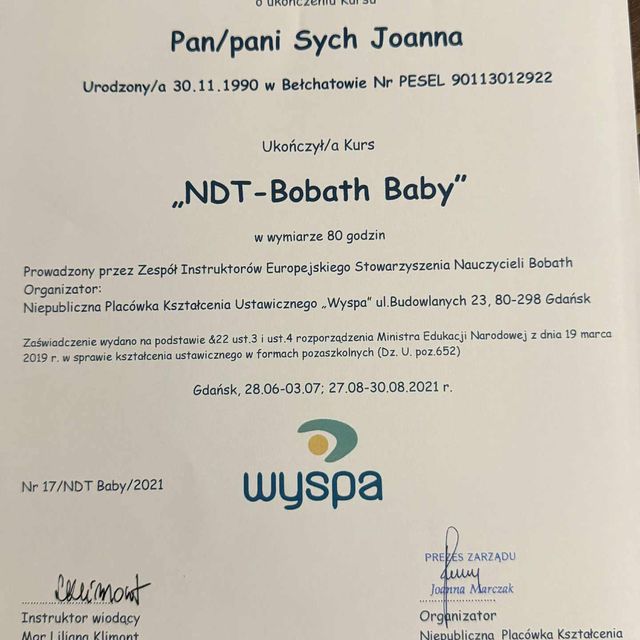 o ukończeniu Kursu
Pan/pani Sych Joanna
Urodzony/a 30.11.1990 w Bełchatowie Nr PESEL 90113012922
Ukończył/a Kurs
„NDT-Bobath Baby”
w wymiarze 80 godzin
Prowadzony przez Zespół Instruktorów Europejskiego Stowarzyszenia Nauczycieli Bobath
Organizator:
Niepubliczna Placówka Kształcenia Ustawicznego „Wyspa” ul.Budowlanych 23, 80-298 Gdańsk
Zaświadczenie wydano na podstawie &22 ust.3 i ust.4 rozporządzenia Ministra Edukacji Narodowej z dnia 19 marca
2019 r. w sprawie kształcenia ustawicznego w formach pozaszkolnych (Dz. U. poz.652)
Gdańsk, 28.06-03.07; 27.08-30.08.2021 r.
wyspa
Nr 17/NDT Baby/2021
PREZES ZARZĄDU
Joanna Marczak
Instruktor wiodący
Mgr Liliana Klimont
Organizator
Niepubliczna Placówka Kształcenia